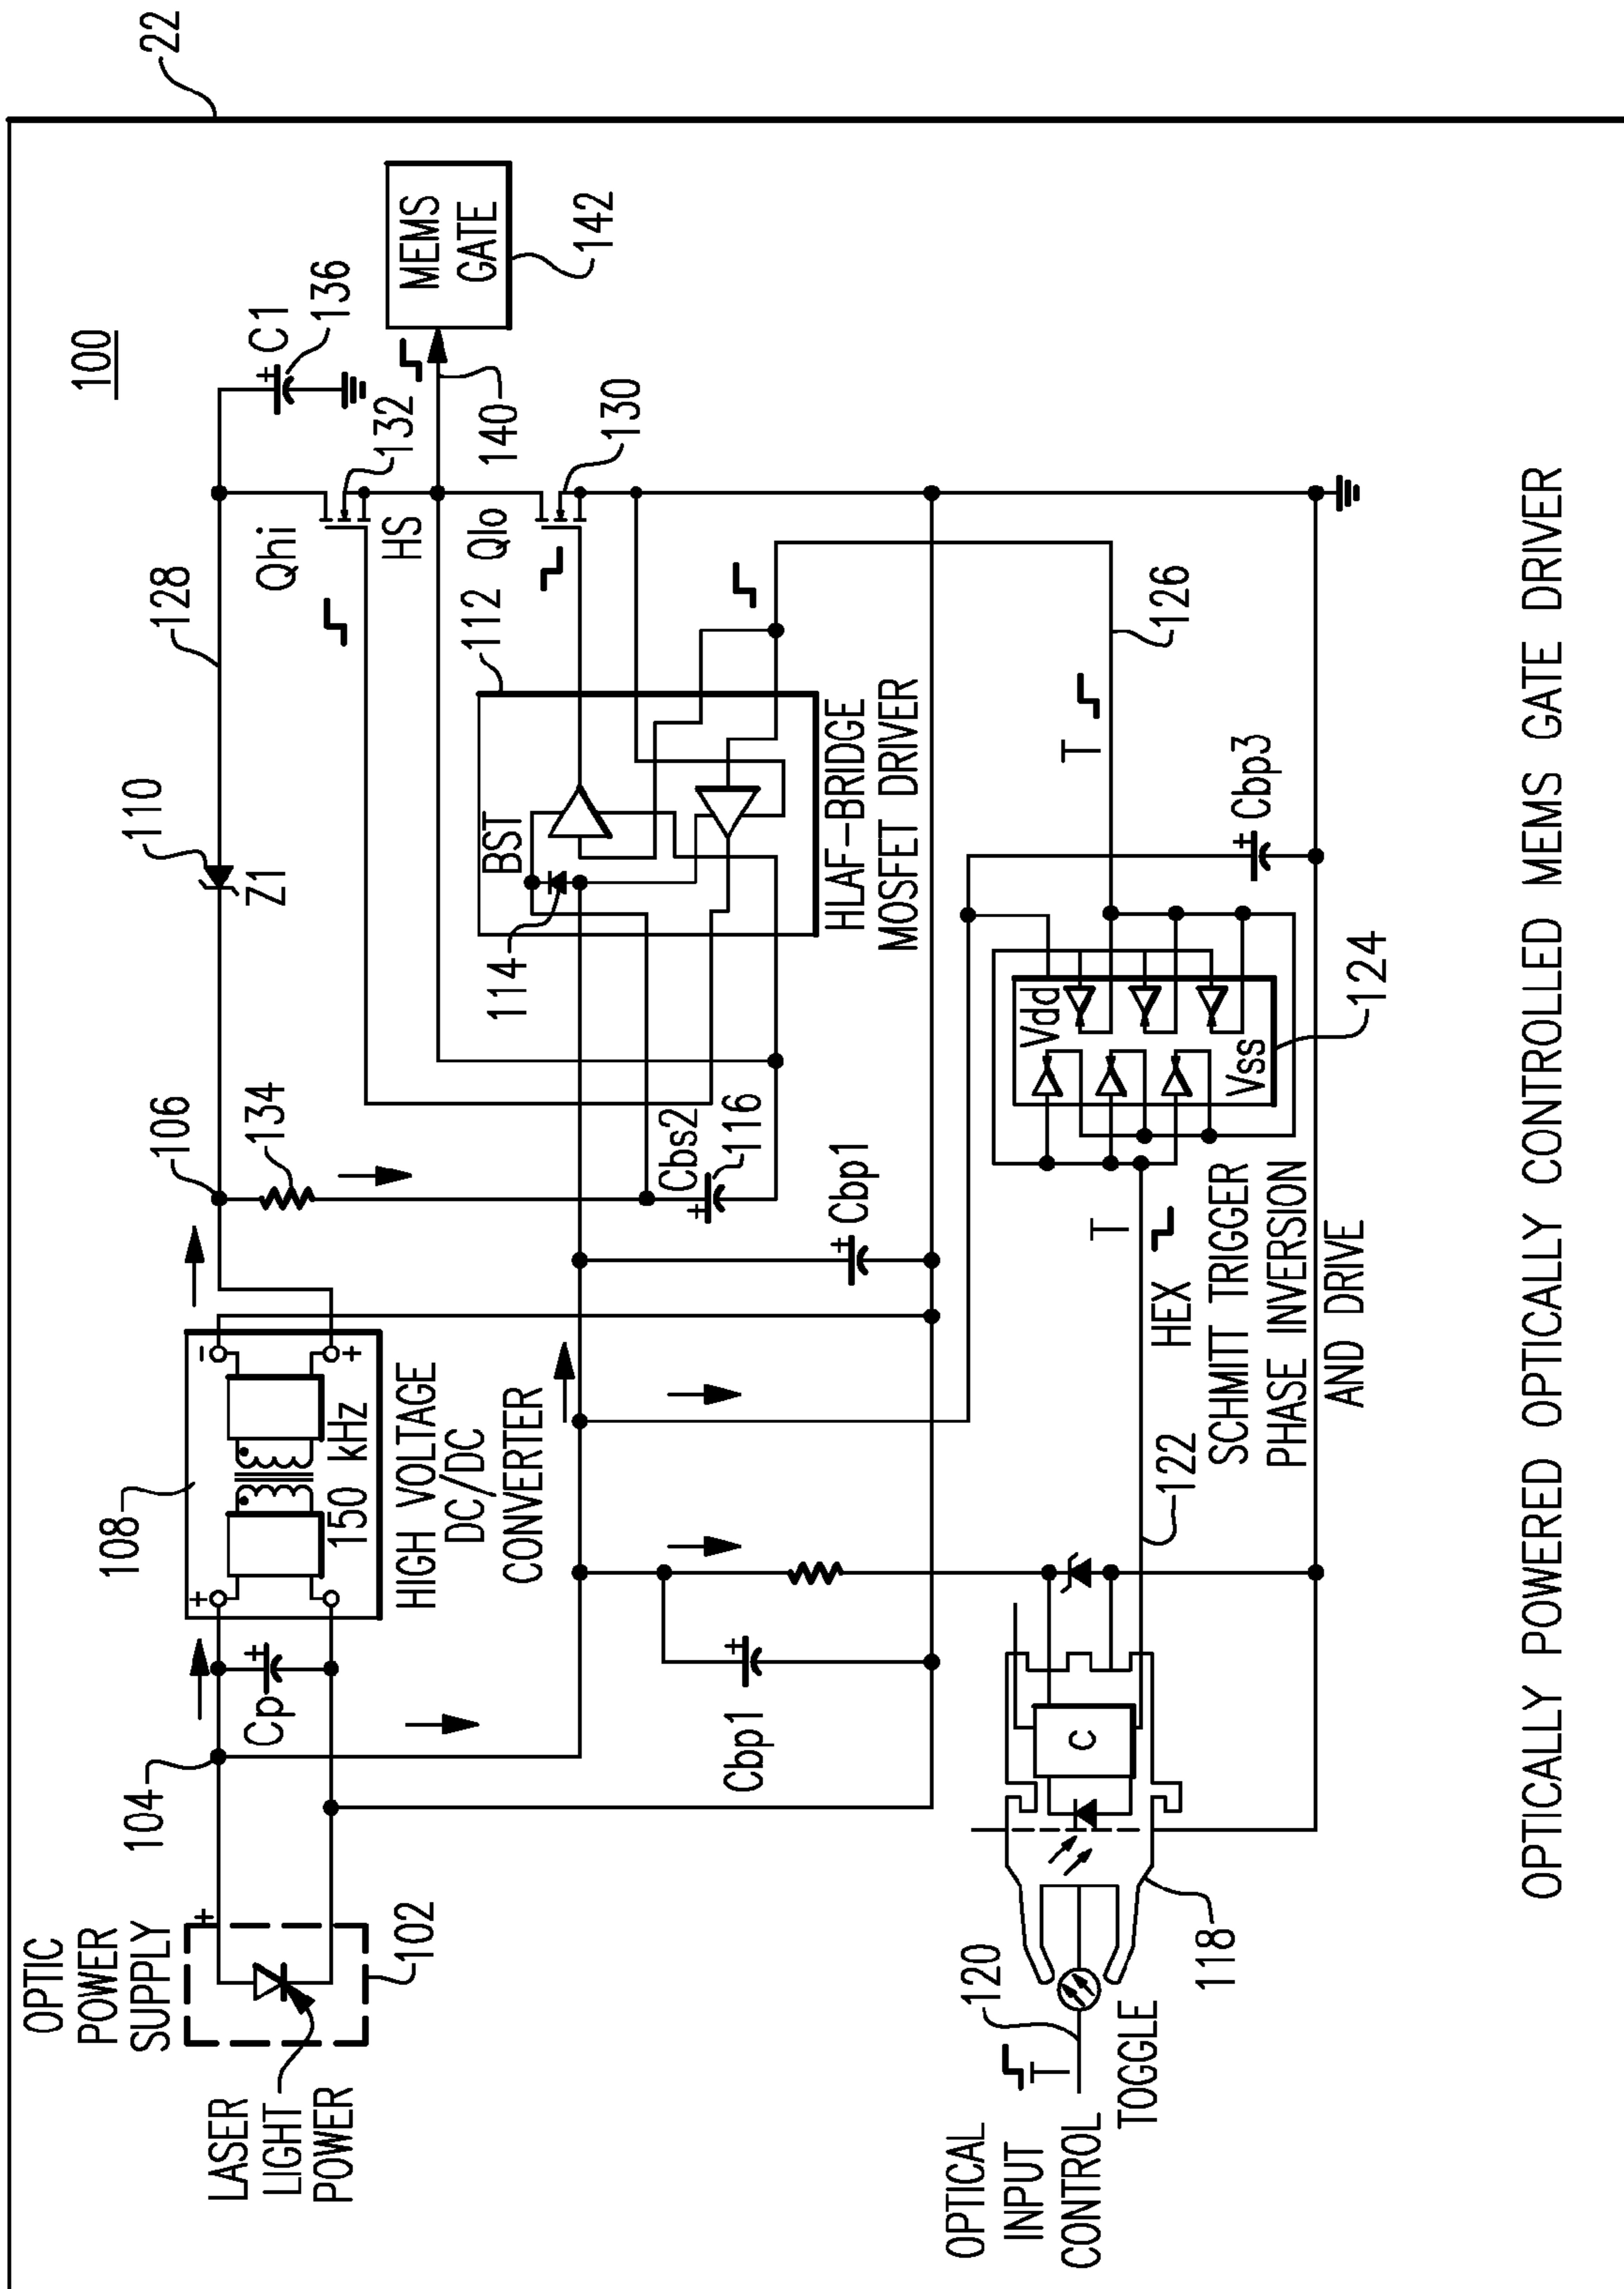 100
22
OPTIC
POWER
SUPPLY
+
102
LASER
LIGHT
POWER
104
Cp
+
108
+
-
+
150 kHz
HIGH VOLTAGE
DC/DC
CONVERTER
106
134
110
Z1
128
C1
+
136
Qhi
132
HS
140
MEMS
GATE
142
Qlo
130
112
BST
114
HLAF-BRIDGE
MOSFET DRIVER
Cbs2
+
116
Cbp1
+
Cbp1
+
OPTICAL
INPUT
CONTROL
T
120
TOGGLE
118
C
122
T
HEX
SCHMITT TRIGGER
PHASE INVERSION
AND DRIVE
Vdd
Vss
124
T
126
Cbp3
+
OPTICALLY POWERED OPTICALLY CONTROLLED MEMS GATE DRIVER